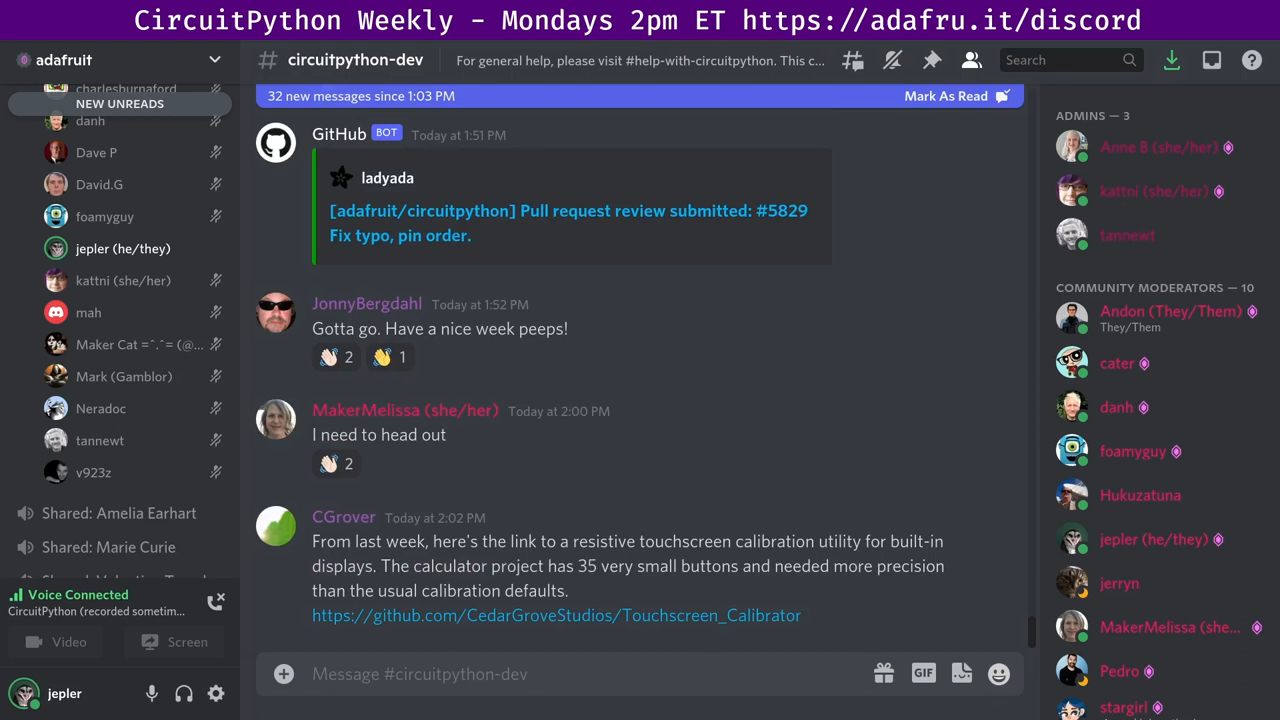 CircuitPython Weekly - Mondays 2pm ET https://adafru.it/discord
adafruit
charlesburnaford
NEW UNREADS
danh
Dave P
David.G
foamyguy
jepler (he/they)
kattni (she/her)
mah
Maker Cat =^.^= (@...
Mark (Gamblor)
Neradoc
tannewt
v923z
Shared: Amelia Earhart
Shared: Marie Curie
Voice Connected
CircuitPython (recorded sometim...
Video
Screen
jepler
# circuitpython-dev
For general help, please visit #help-with-circuitpython. This c...
Search
32 new messages since 1:03 PM
Mark As Read
GitHub BOT Today at 1:51 PM
ladyada
[adafruit/circuitpython] Pull request review submitted: #5829
Fix typo, pin order.
JonnyBergdahl Today at 1:52 PM
Gotta go. Have a nice week peeps!
2 1
MakerMelissa (she/her) Today at 2:00 PM
I need to head out
2
CGrover Today at 2:02 PM
From last week, here's the link to a resistive touchscreen calibration utility for built-in
displays. The calculator project has 35 very small buttons and needed more precision
than the usual calibration defaults.
https://github.com/CedarGroveStudios/Touchscreen_Calibrator
Message #circuitpython-dev
GIF
ADMINS — 3
Anne B (she/her)
kattni (she/her)
tannewt
COMMUNITY MODERATORS — 10
Andon (They/Them)
They/Them
cater
danh
foamyguy
Hukuzatuna
jepler (he/they)
jerryn
MakerMelissa (she...
Pedro
stargirl